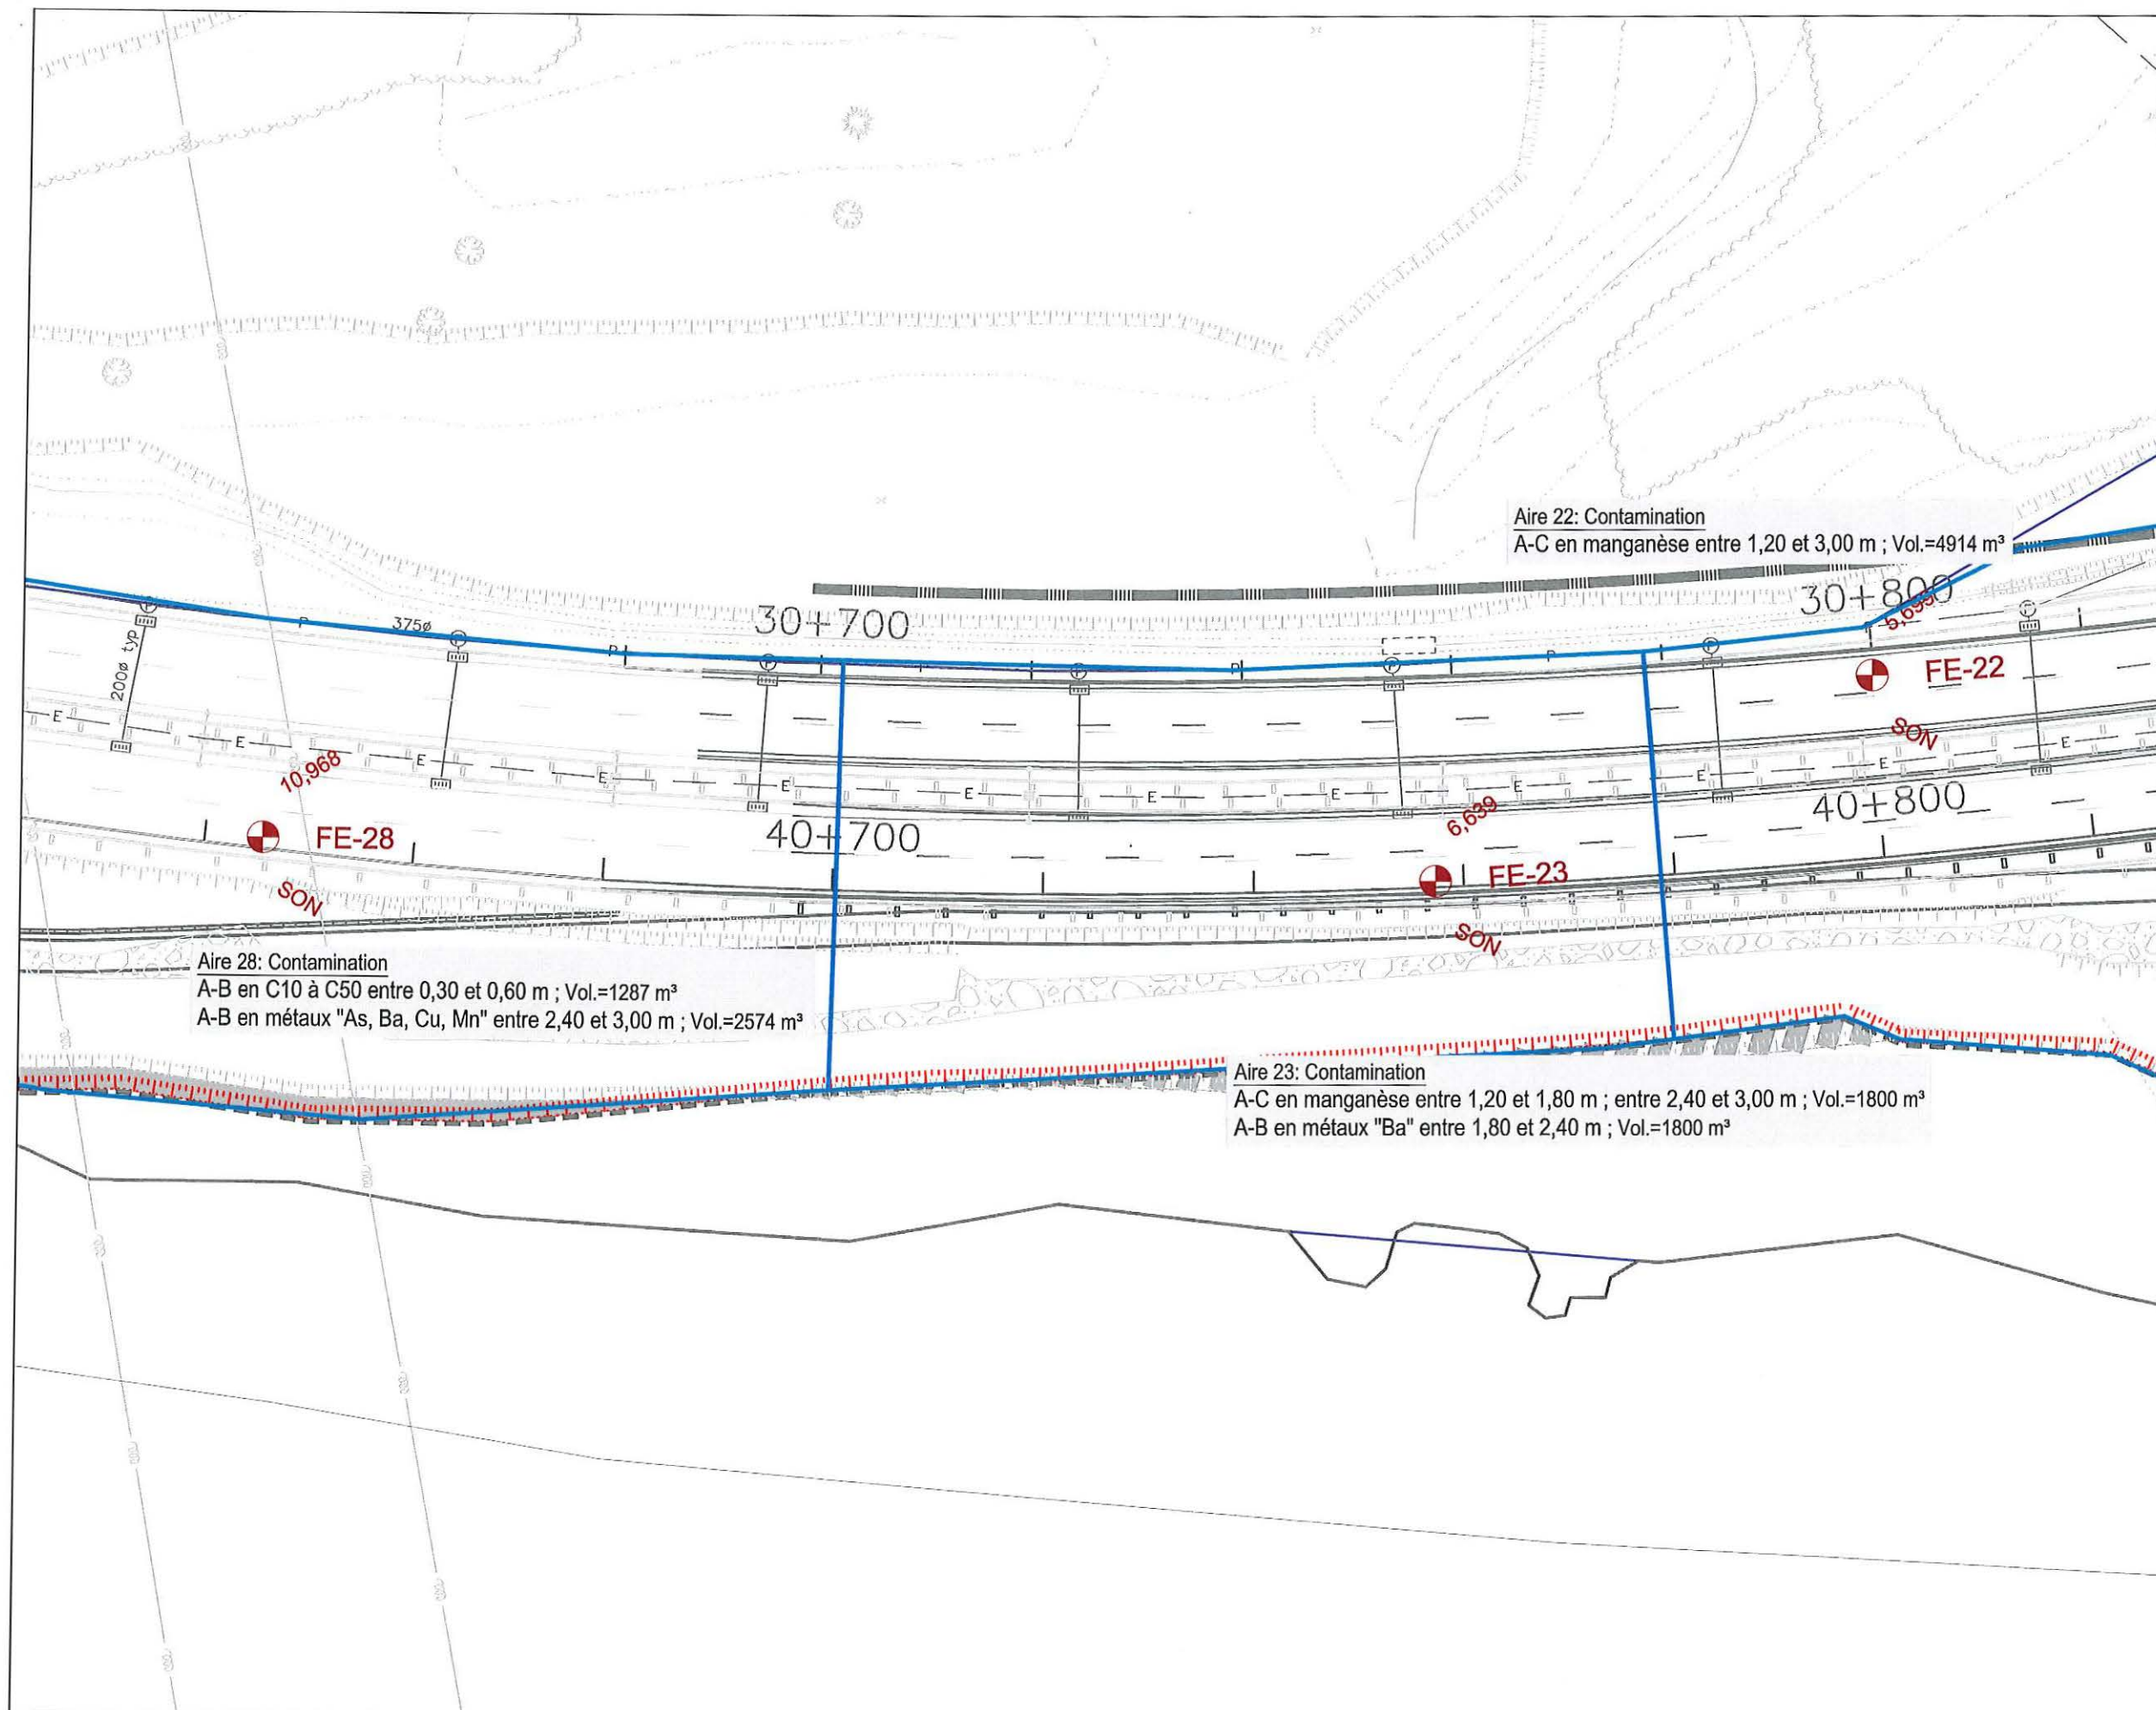 Aire 22: Contamination
A-C en manganèse entre 1,20 et 3,00 m ; Vol.=4914 m³
30+700
30+800
375ø
P
P
P
P
P
P
P
P
P
P
P
200ø typ
FE-22
SON
E
E
E
E
E
E
E
E
E
E
E
E
10,968
6,639
40+700
40+800
FE-28
FE-23
SON
SON
Aire 28: Contamination
A-B en C10 à C50 entre 0,30 et 0,60 m ; Vol.=1287 m³
A-B en métaux "As, Ba, Cu, Mn" entre 2,40 et 3,00 m ; Vol.=2574 m³
Aire 23: Contamination
A-C en manganèse entre 1,20 et 1,80 m ; entre 2,40 et 3,00 m ; Vol.=1800 m³
A-B en métaux "Ba" entre 1,80 et 2,40 m ; Vol.=1800 m³